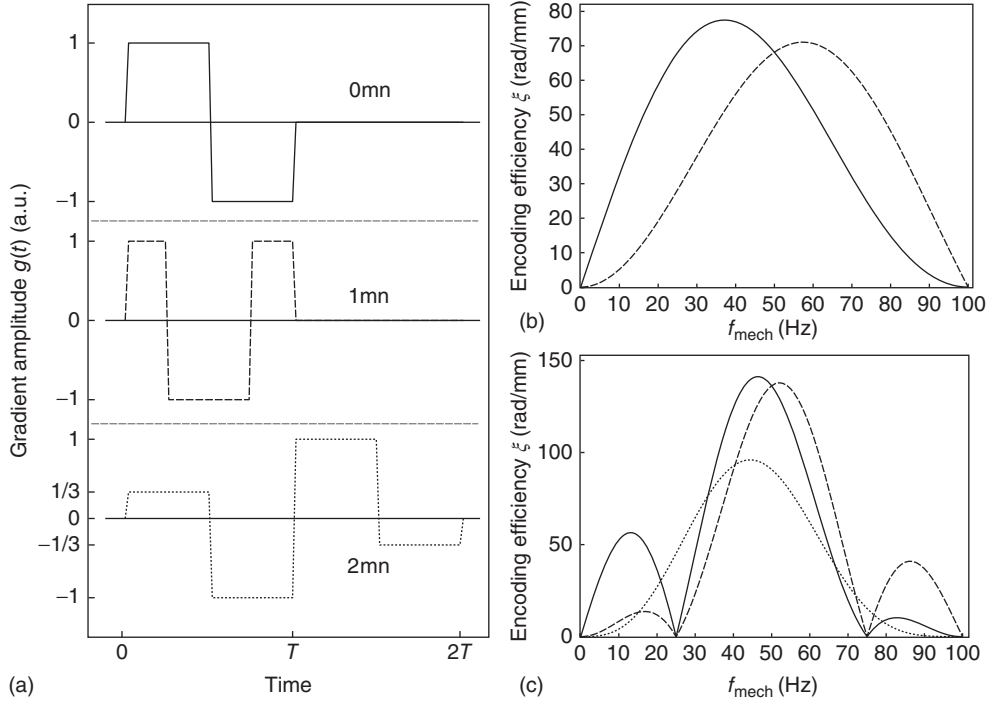 Gradient amplitude g(t) (a.u.)
1
0
−1
0mn
1
0
−1
1mn
1
1/3
0
−1/3
−1
2mn
0
T
2T
Time
(a)
Encoding efficiency ξ (rad/mm)
80
70
60
50
40
30
20
10
0
0 10 20 30 40 50 60 70 80 90 100
f mech (Hz)
(b)
Encoding efficiency ξ (rad/mm)
150
100
50
0
0 10 20 30 40 50 60 70 80 90 100
f mech (Hz)
(c)